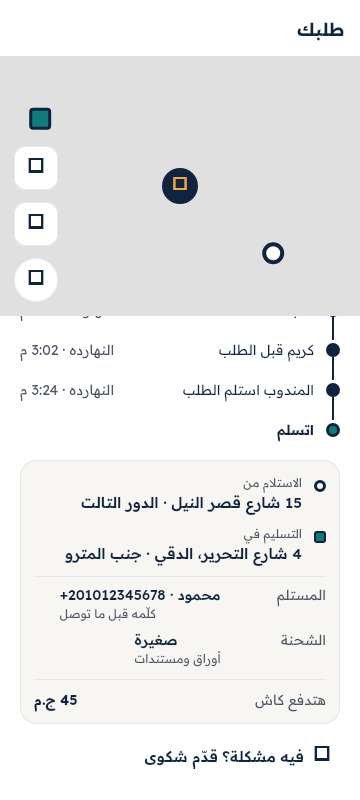 طلبك
النهارده · 3:02 م
كريم قبل الطلب
النهارده · 3:24 م
المندوب استلم الطلب
اتسلم
الاستلام من
15 شارع قصر النيل · الدور التالت
التسليم في
4 شارع التحرير، الدقي · جنب المترو
المستلم
محمود · 201012345678+
كلّمه قبل ما توصل
الشحنة
صغيرة
أوراق ومستندات
هتدفع كاش
45 ج.م
فيه مشكلة؟ قدّم شكوى